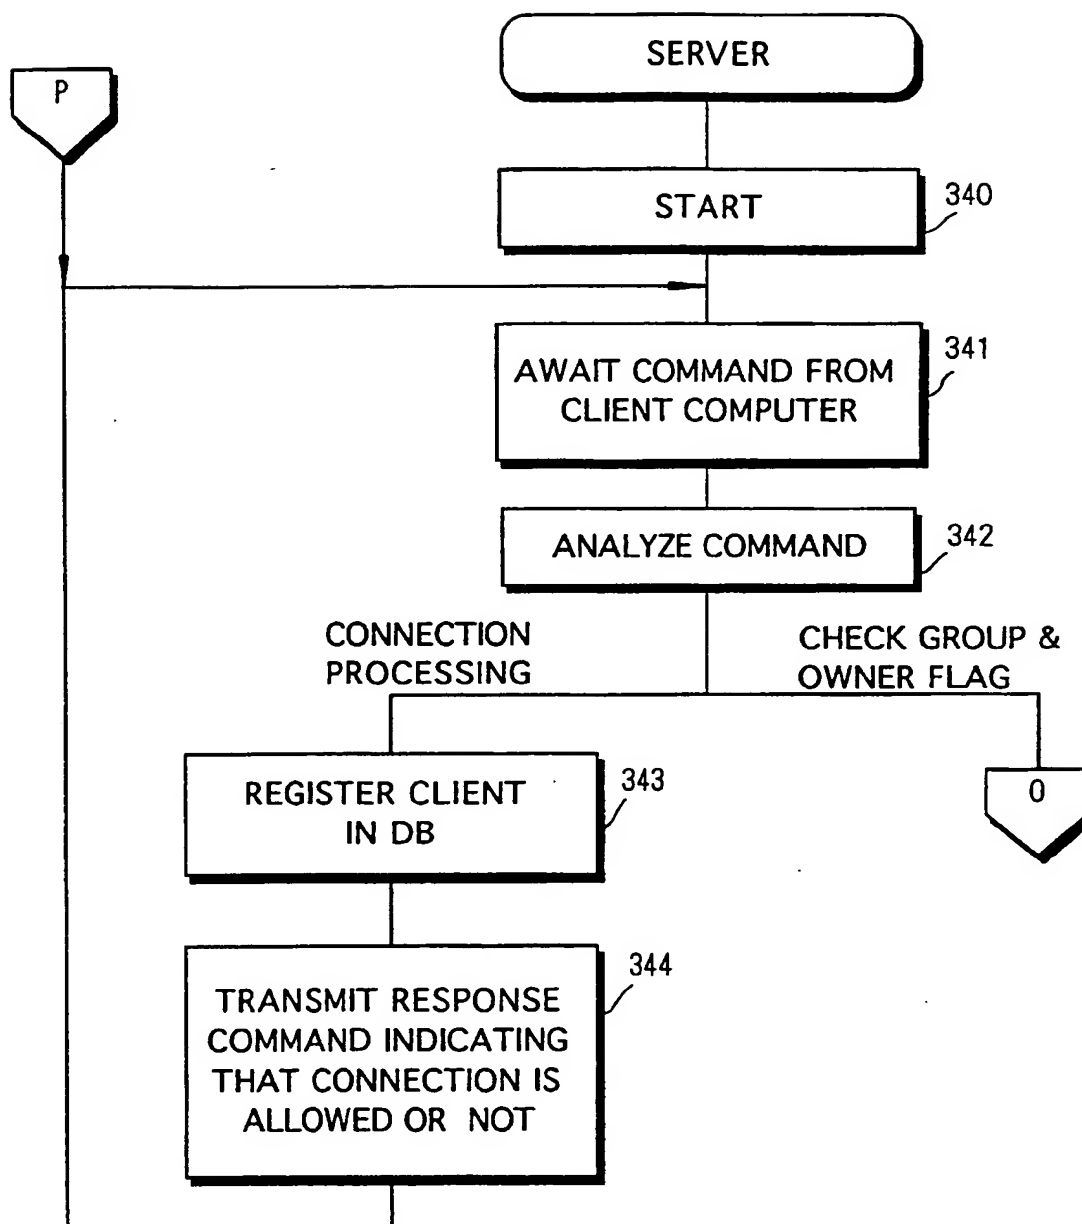 SERVER
P
START
340
AWAIT COMMAND FROM
CLIENT COMPUTER
341
ANALYZE COMMAND
342
CONNECTION
PROCESSING
CHECK GROUP &
OWNER FLAG
REGISTER CLIENT
IN DB
343
O
TRANSMIT RESPONSE
COMMAND INDICATING
THAT CONNECTION IS
ALLOWED OR NOT
344